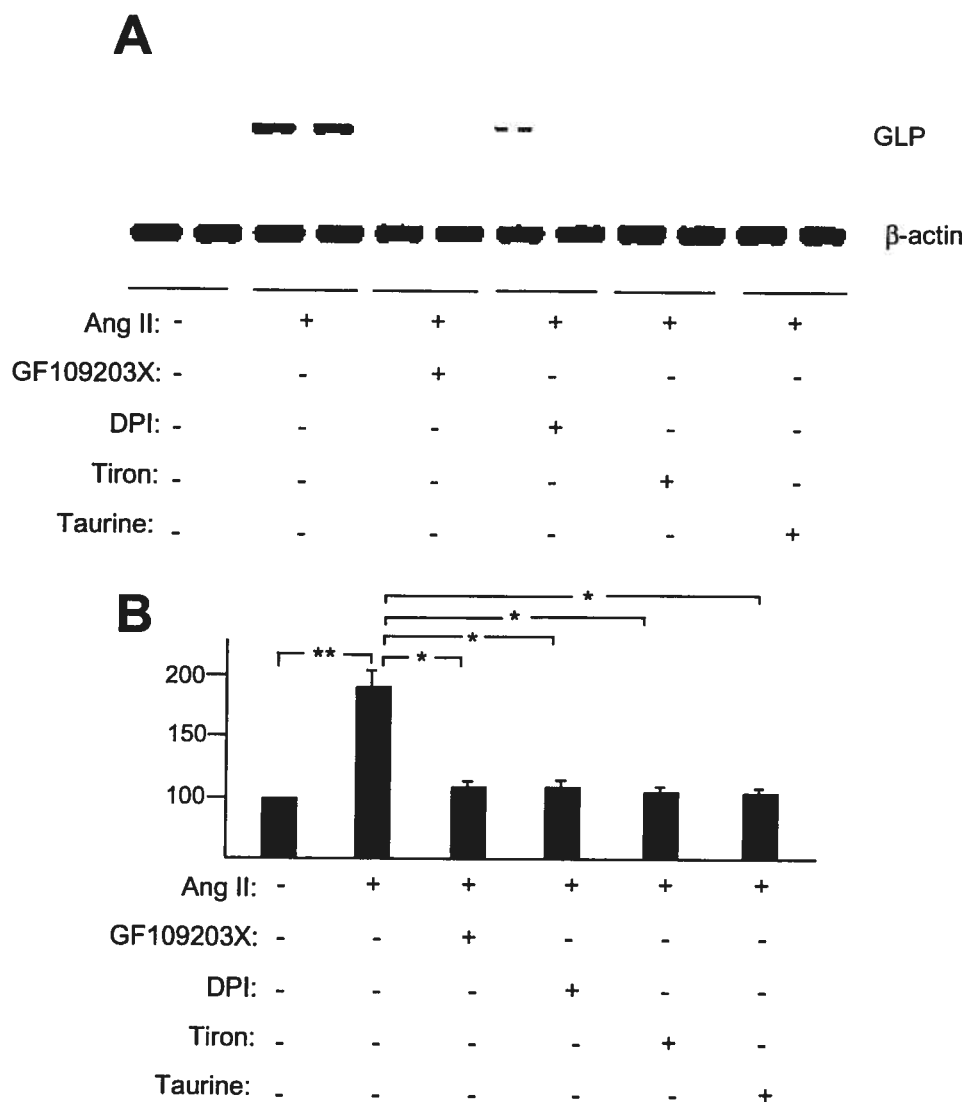 A
GLP
β-actin
Ang II: - + + + + +
GF109203X: - - + - - -
DPI: - - - + - -
Tiron: - - - - + -
Taurine: - - - - - +
B
*
*
*
** *
200
150
100
Ang II: - + + + + +
GF109203X: - - + - - -
DPI: - - - + - -
Tiron: - - - - + -
Taurine: - - - - - +